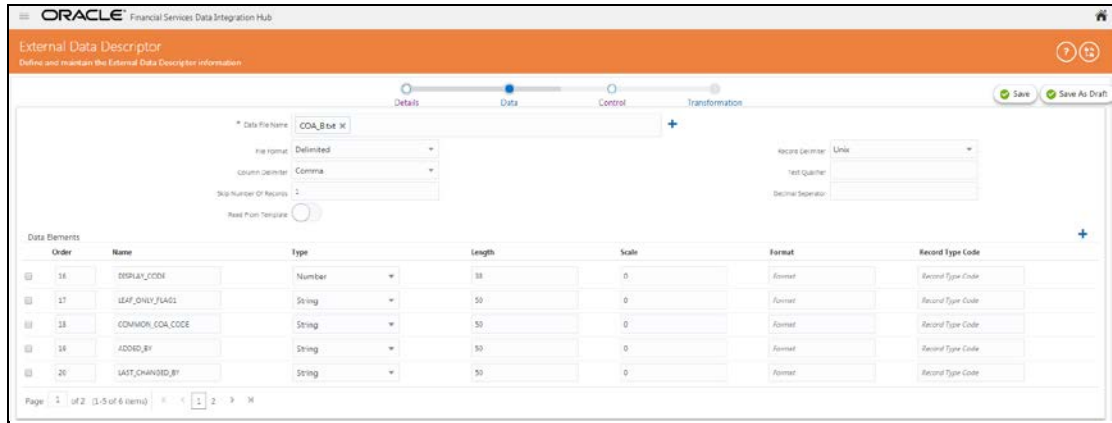 ORACLE® Financial Services Data Integration Hub
External Data Descriptor
Define and maintain the External Data Descriptor information
Details Data Control Transformation
Save Save As Draft
* Data File Name COA_B.txt ×
File Format Delimited Record Delimiter Unix
Column Delimiter Comma Text Qualifier
Skip Number Of Records 1 Decimal Seperator
Read From Template
Data Elements
Order Name Type Length Scale Format Record Type Code
16 DISPLAY_CODE Number 38 0 Format Record Type Code
17 LEAF_ONLY_FLAG1 String 50 0 Format Record Type Code
18 COMMON_COA_CODE String 50 0 Format Record Type Code
19 ADDED_BY String 50 0 Format Record Type Code
20 LAST_CHANGED_BY String 50 0 Format Record Type Code
Page 1 of 2 (1-5 of 6 items) 1 2